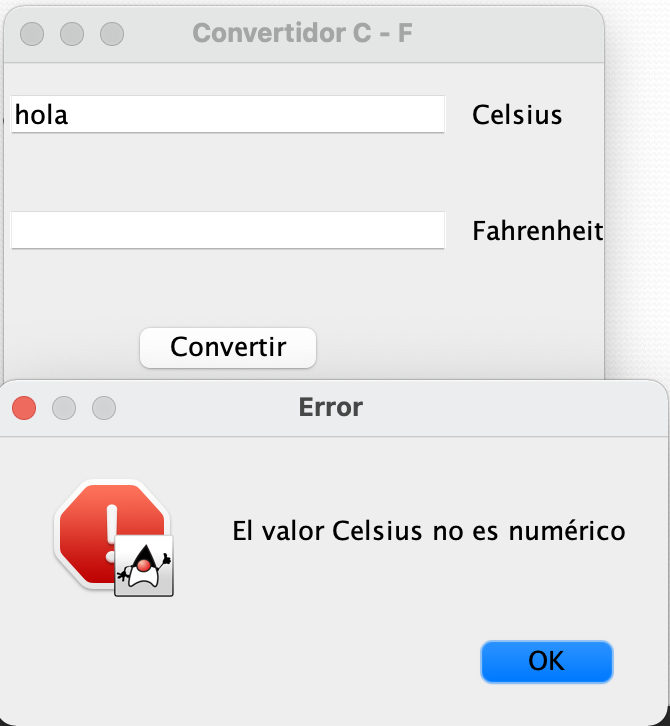 Convertidor C - F
hola Celsius
Fahrenheit
Convertir
Error
El valor Celsius no es numérico
OK